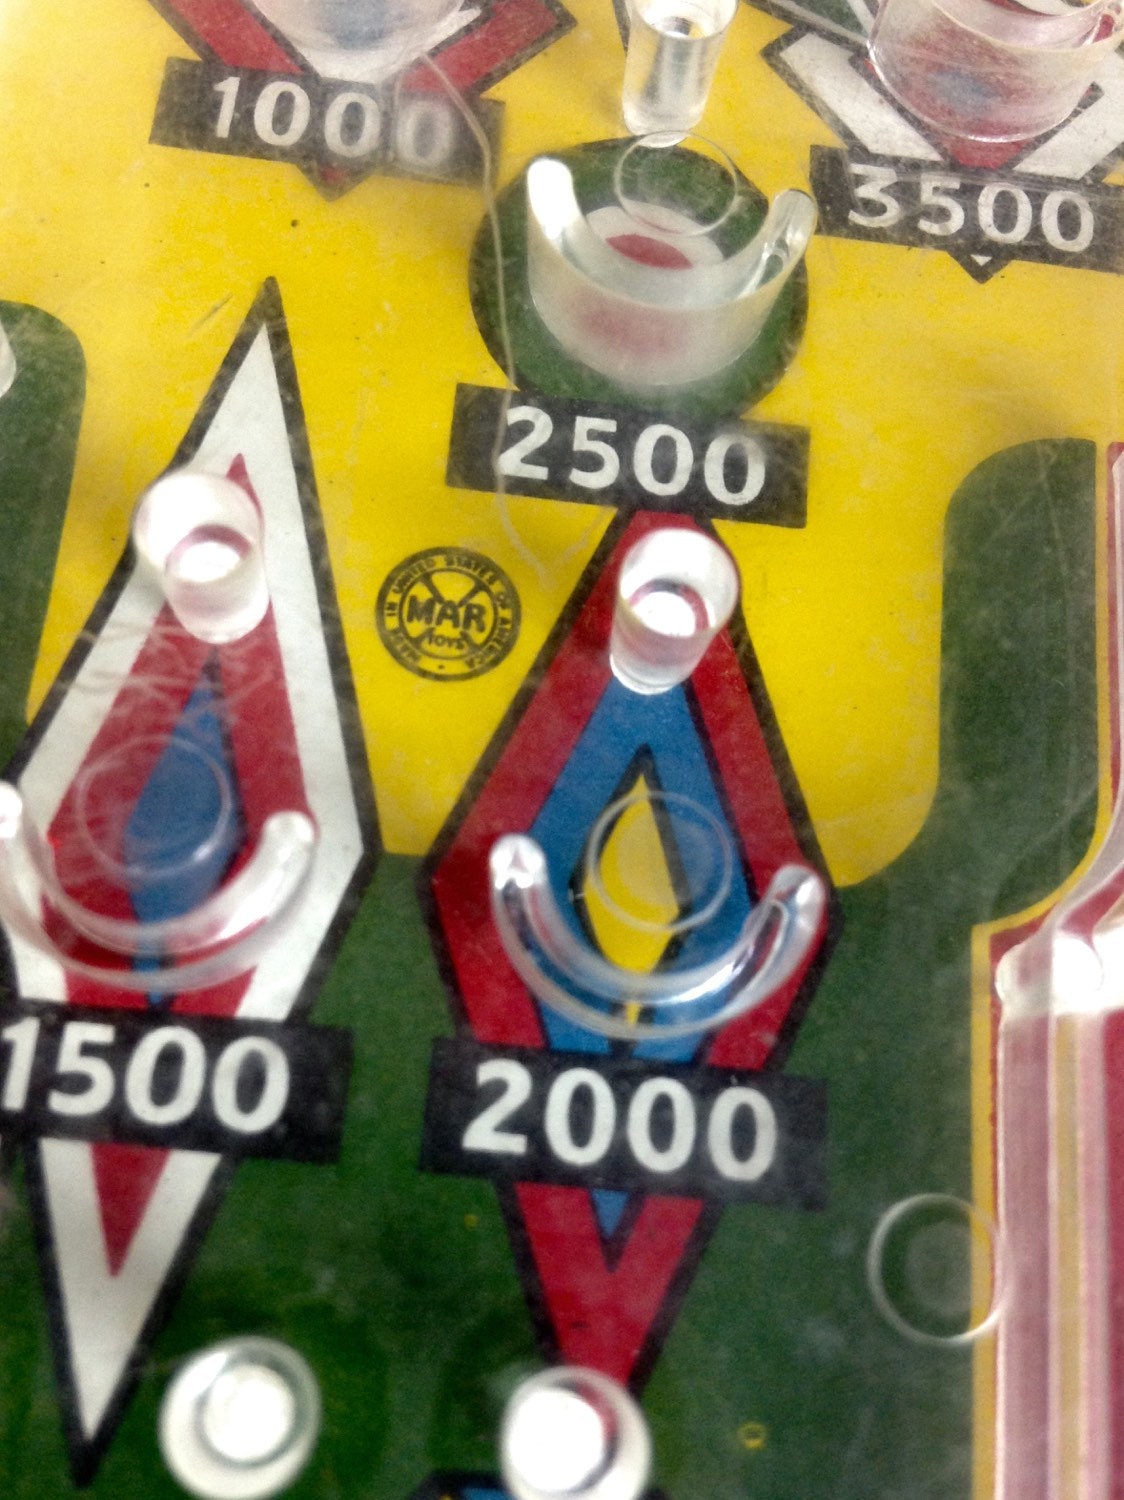 1000
3500
2500
MADE IN UNITED STATES OF AMERICA
MAR
TOYS
1500
2000